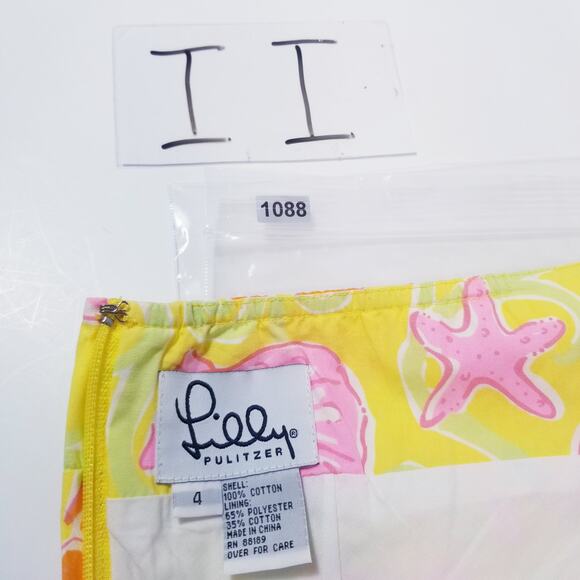 I I
1088
Lilly®
PULITZER
4
SHELL:
100% COTTON
LINING:
65% POLYESTER
35% COTTON
MADE IN CHINA
RN 88189
OVER FOR CARE